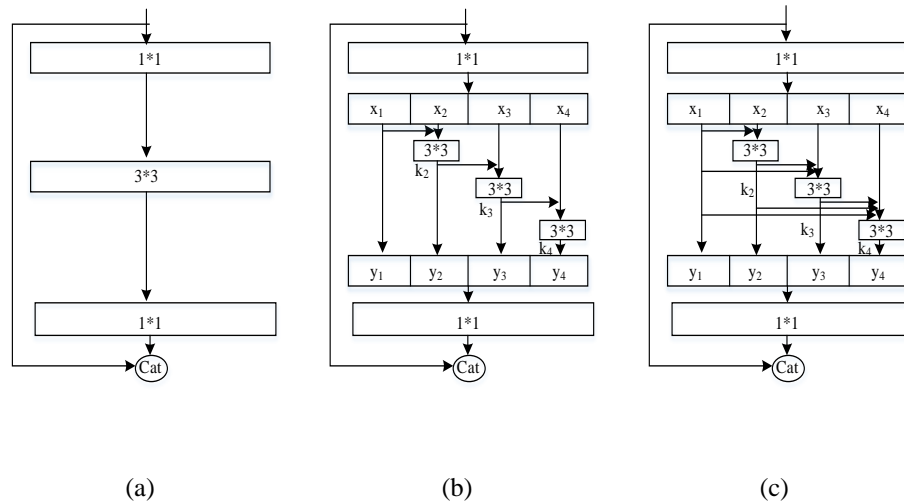 1*1
3*3
1*1
Cat
(a)
1*1
x1 x2 x3 x4
3*3
k2
3*3
k3
3*3
k4
y1 y2 y3 y4
1*1
Cat
(b)
1*1
x1 x2 x3 x4
3*3
k2
3*3
k3
3*3
k4
y1 y2 y3 y4
1*1
Cat
(c)